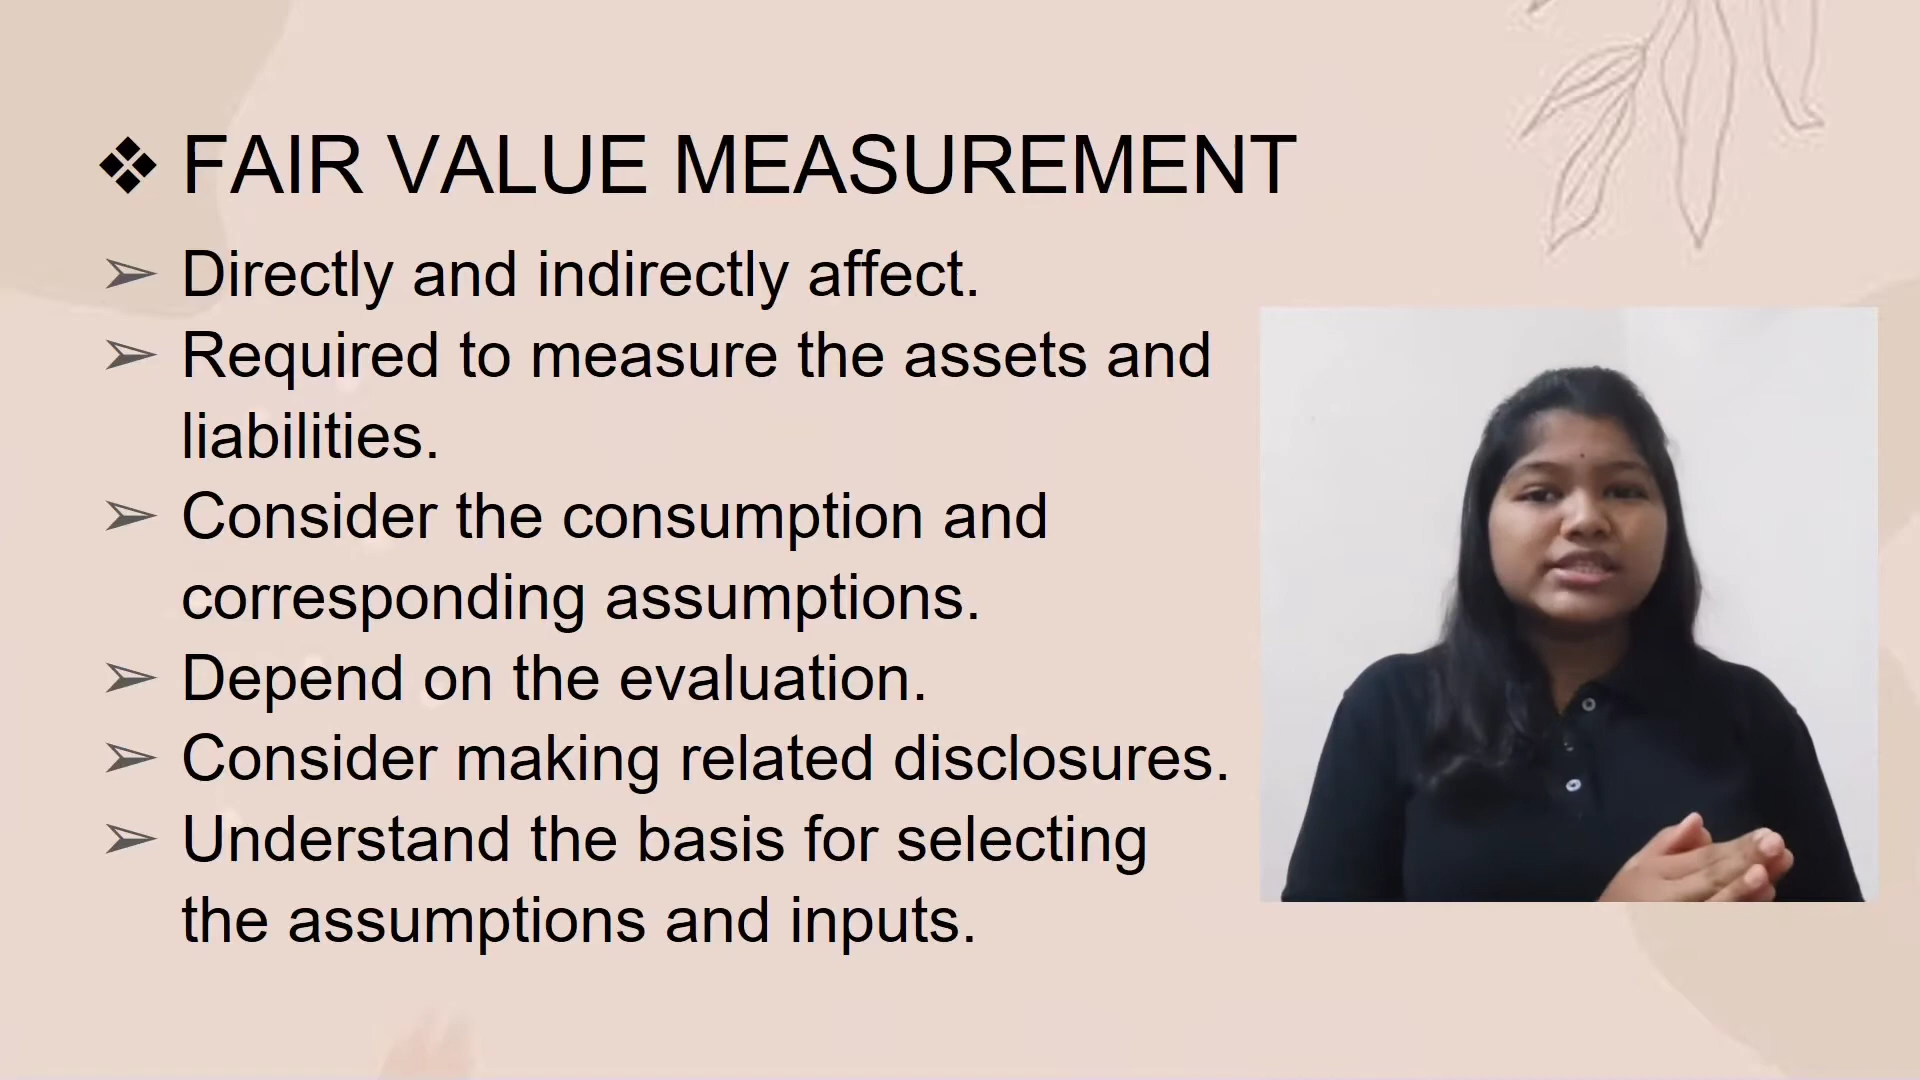 ❖ FAIR VALUE MEASUREMENT
➢ Directly and indirectly affect.
➢ Required to measure the assets and
liabilities.
➢ Consider the consumption and
corresponding assumptions.
➢ Depend on the evaluation.
➢ Consider making related disclosures.
➢ Understand the basis for selecting
the assumptions and inputs.